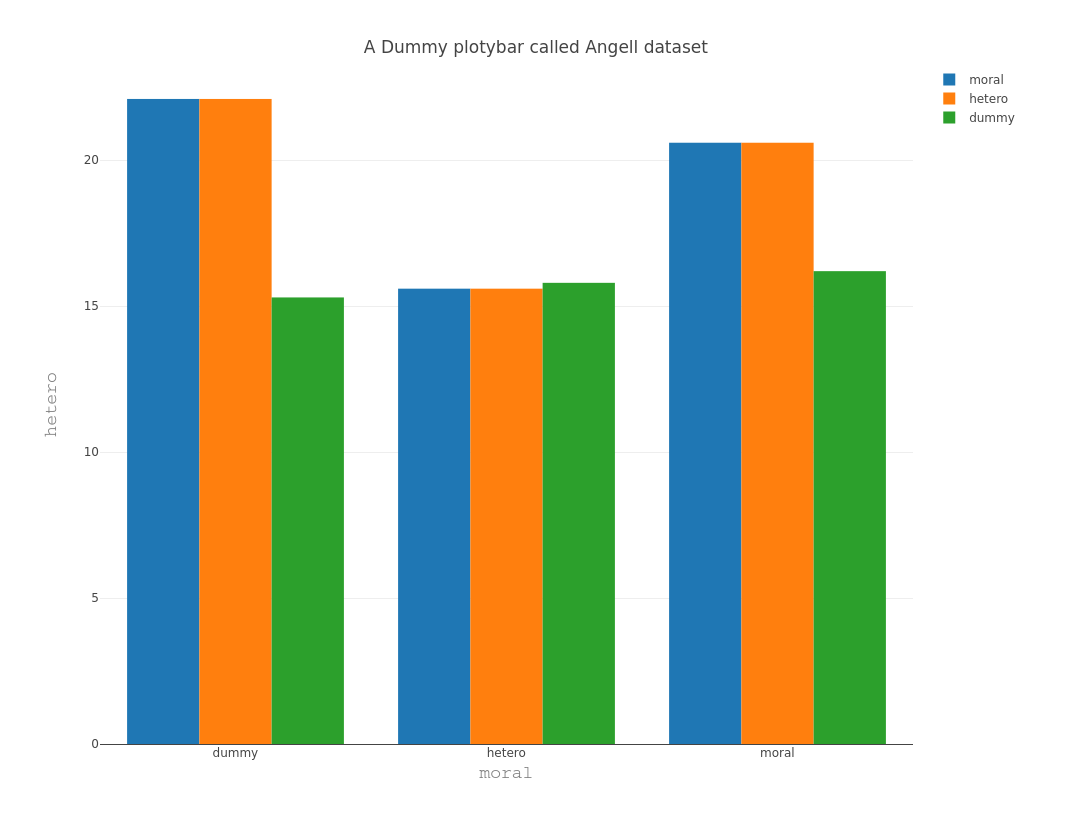 A Dummy plotybar called Angell dataset
moral
hetero
dummy
20
15
10
5
0
hetero
dummy
hetero
moral
moral